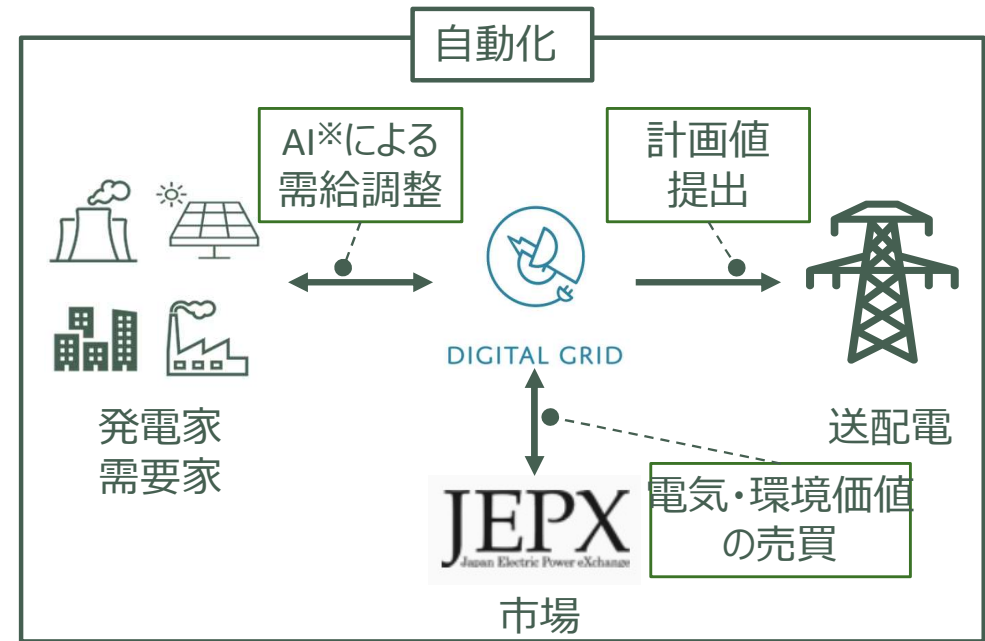 自動化
AI※による
需給調整
計画値
提出
DIGITAL GRID
発電家
需要家
送配電
JEPX
Japan Electric Power eXchange
電気・環境価値
の売買
市場